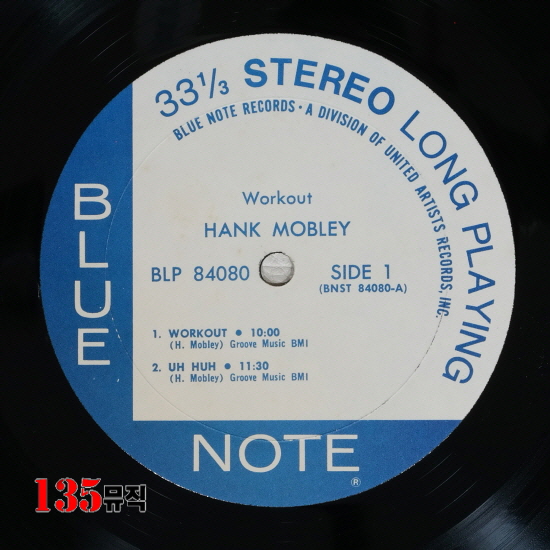 33 1/3 STEREO LONG PLAYING
BLUE NOTE RECORDS • A DIVISION OF UNITED ARTISTS RECORDS, INC.
Workout
HANK MOBLEY
BLP 84080
SIDE 1
(BNST 84080-A)
1. WORKOUT • 10:00
(H. Mobley) Groove Music BMI
2. UH HUH • 11:30
(H. Mobley) Groove Music BMI
BLUE
NOTE
®
135뮤직